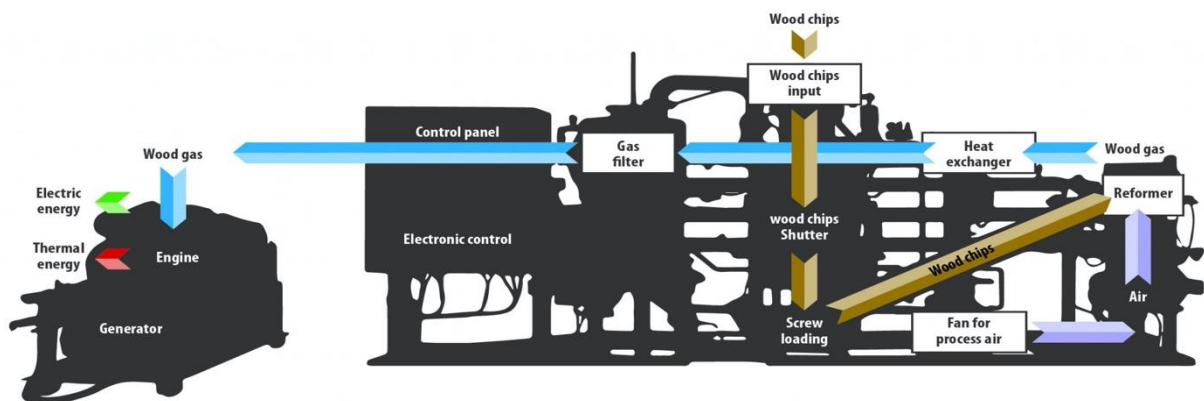 Wood chips
Wood chips
input
Control panel
Wood gas
Gas
filter
Heat
exchanger
Wood gas
Electric
energy
Reformer
wood chips
Shutter
Thermal
energy
Engine
Electronic control
Wood chips
Air
Generator
Screw
loading
Fan for
process air